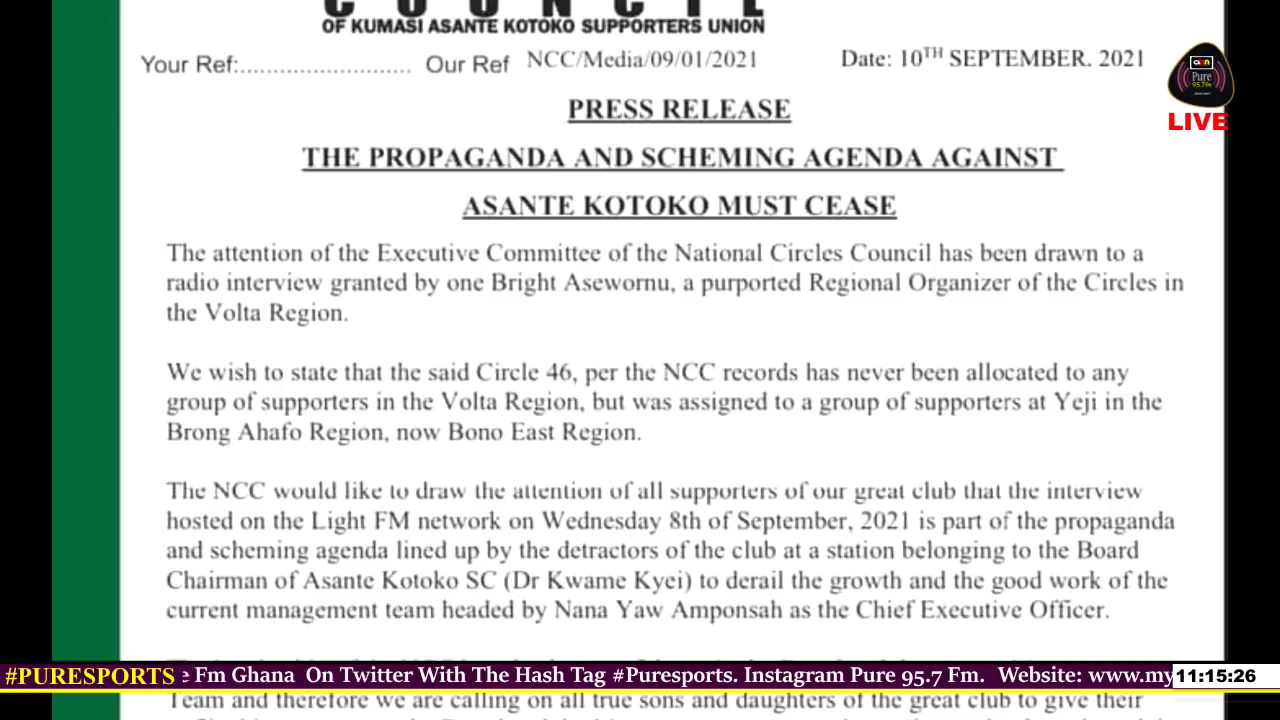 COUNCIL
OF KUMASI ASANTE KOTOKO SUPPORTERS UNION
Your Ref:.......................... Our Ref NCC/Media/09/01/2021 Date: 10TH SEPTEMBER. 2021
Pure
95.7fm
LIVE
PRESS RELEASE
THE PROPAGANDA AND SCHEMING AGENDA AGAINST
ASANTE KOTOKO MUST CEASE
The attention of the Executive Committee of the National Circles Council has been drawn to a
radio interview granted by one Bright Asewornu, a purported Regional Organizer of the Circles in
the Volta Region.
We wish to state that the said Circle 46, per the NCC records has never been allocated to any
group of supporters in the Volta Region, but was assigned to a group of supporters at Yeji in the
Brong Ahafo Region, now Bono East Region.
The NCC would like to draw the attention of all supporters of our great club that the interview
hosted on the Light FM network on Wednesday 8th of September, 2021 is part of the propaganda
and scheming agenda lined up by the detractors of the club at a station belonging to the Board
Chairman of Asante Kotoko SC (Dr Kwame Kyei) to derail the growth and the good work of the
current management team headed by Nana Yaw Amponsah as the Chief Executive Officer.
#PURESPORTS e Fm Ghana On Twitter With The Hash Tag #Puresports. Instagram Pure 95.7 Fm. Website: www.my 11:15:26
Team and therefore we are calling on all true sons and daughters of the great club to give their